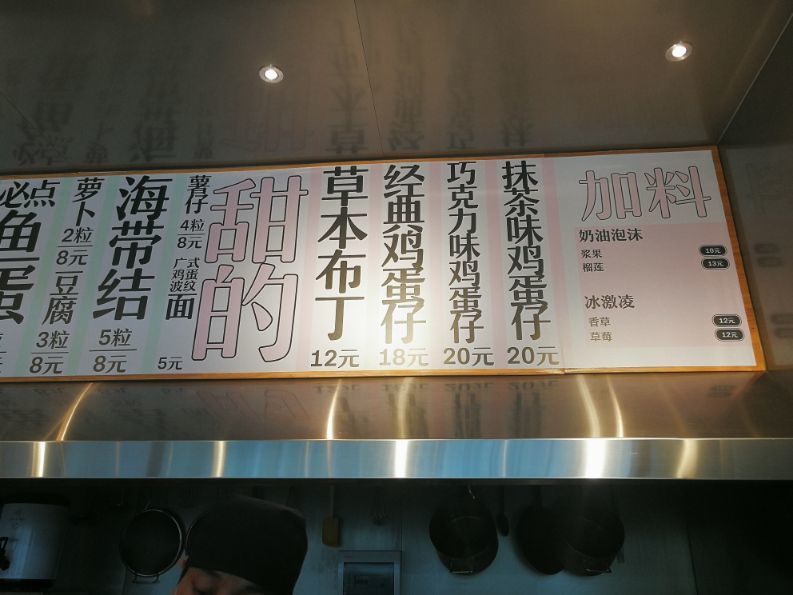 必点
鱼蛋
萝卜
2粒
8元
豆腐
3粒
8元
海带结
5粒
8元
薯仔
4粒
8元
广式
鸡蛋
波纹
面
5元
甜的
草本布丁
12元
经典鸡蛋仔
18元
巧克力味鸡蛋仔
20元
抹茶味鸡蛋仔
20元
加料
奶油泡沫
浆果
榴莲 13元
冰激凌
香草 12元
草莓 12元